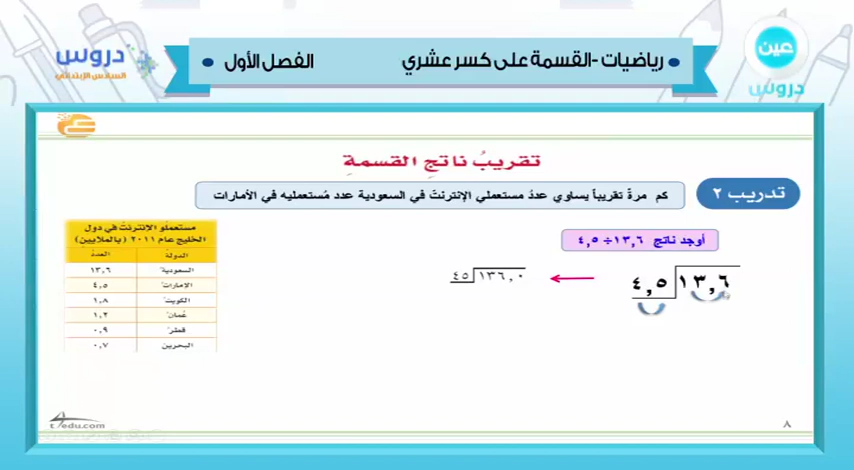 دروس
السادس الإبتدائي
الفصل الأول
رياضيات -القسمة على كسر عشري
عين
دروس
تقريبُ ناتجِ القسمةِ
تدريب ٢
كم مرةً تقريباً يساوي عددُ مستعملي الإنترنتْ في السعودية عدد مُستعمليه في الأمارات
أوجد ناتج ١٣,٦÷٤,٥
٤,٥ ١٣,٦
٤٥ ١٣٦,٠
مستعملُو الإنترنت في دول
الخليج عام ٢٠١١ (بالملايين)
الدولة العددُ
السعودية ١٣,٦
الامارات ٤,٥
الكويت ١,٨
عُمان ١,٢
قطر ٠,٩
البحرين ٠,٧
t4edu.com
٨